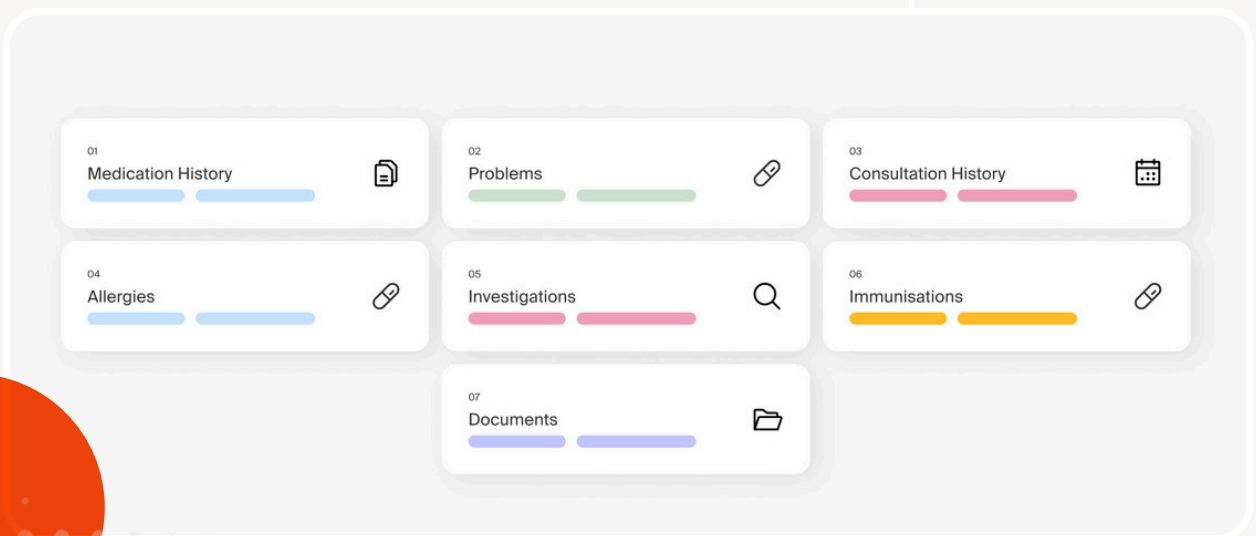 01
Medication History
02
Problems
03
Consultation History
04
Allergies
05
Investigations
06
Immunisations
07
Documents